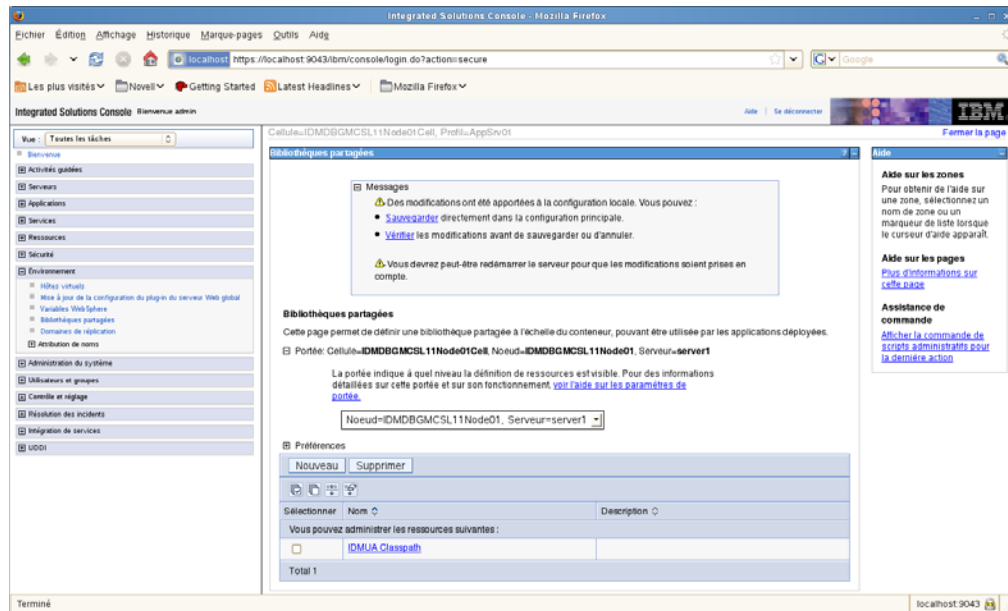 Integrated Solutions Console - Mozilla Firefox
Fichier Édition Affichage Historique Marque-pages Outils Aide
localhost https://localhost:9043/ibm/console/login.do?action=secure
Google
Les plus visités Novell Getting Started Latest Headlines Mozilla Firefox
Integrated Solutions Console Bienvenue admin
Aide | Se déconnecter
IBM.
Vue : Toutes les tâches
Bienvenue
Activités guidées
Serveurs
Applications
Services
Ressources
Sécurité
Environnement
Hôtes virtuels
Mise à jour de la configuration du plug-in du serveur Web global
Variables WebSphere
Bibliothèques partagées
Domaines de réplication
Attribution de noms
Administration du système
Utilisateurs et groupes
Contrôle et réglage
Résolution des incidents
Intégration de services
UDDI
Cellule=IDMDBGMCSL11Node01Cell, Profil=AppSrv01
Fermer la page
Bibliothèques partagées
? -
Messages
Des modifications ont été apportées à la configuration locale. Vous pouvez :
Sauvegarder directement dans la configuration principale.
Vérifier les modifications avant de sauvegarder ou d'annuler.
Vous devrez peut-être redémarrer le serveur pour que les modifications soient prises en
compte.
Bibliothèques partagées
Cette page permet de définir une bibliothèque partagée à l'échelle du conteneur, pouvant être utilisée par les applications déployées.
Portée: Cellule=IDMDBGMCSL11Node01Cell, Noeud=IDMDBGMCSL11Node01, Serveur=server1
La portée indique à quel niveau la définition de ressources est visible. Pour des informations
détaillées sur cette portée et sur son fonctionnement, voir l'aide sur les paramètres de
portée.
Noeud=IDMDBGMCSL11Node01, Serveur=server1
Préférences
Nouveau Supprimer
Sélectionner Nom Description
Vous pouvez administrer les ressources suivantes :
IDMUA Classpath
Total 1
Aide
Aide sur les zones
Pour obtenir de l'aide sur
une zone, sélectionnez un
nom de zone ou un
marqueur de liste lorsque
le curseur d'aide apparaît.
Aide sur les pages
Plus d'informations sur
cette page
Assistance de
commande
Afficher la commande de
scripts administratifs pour
la dernière action
Terminé
localhost:9043